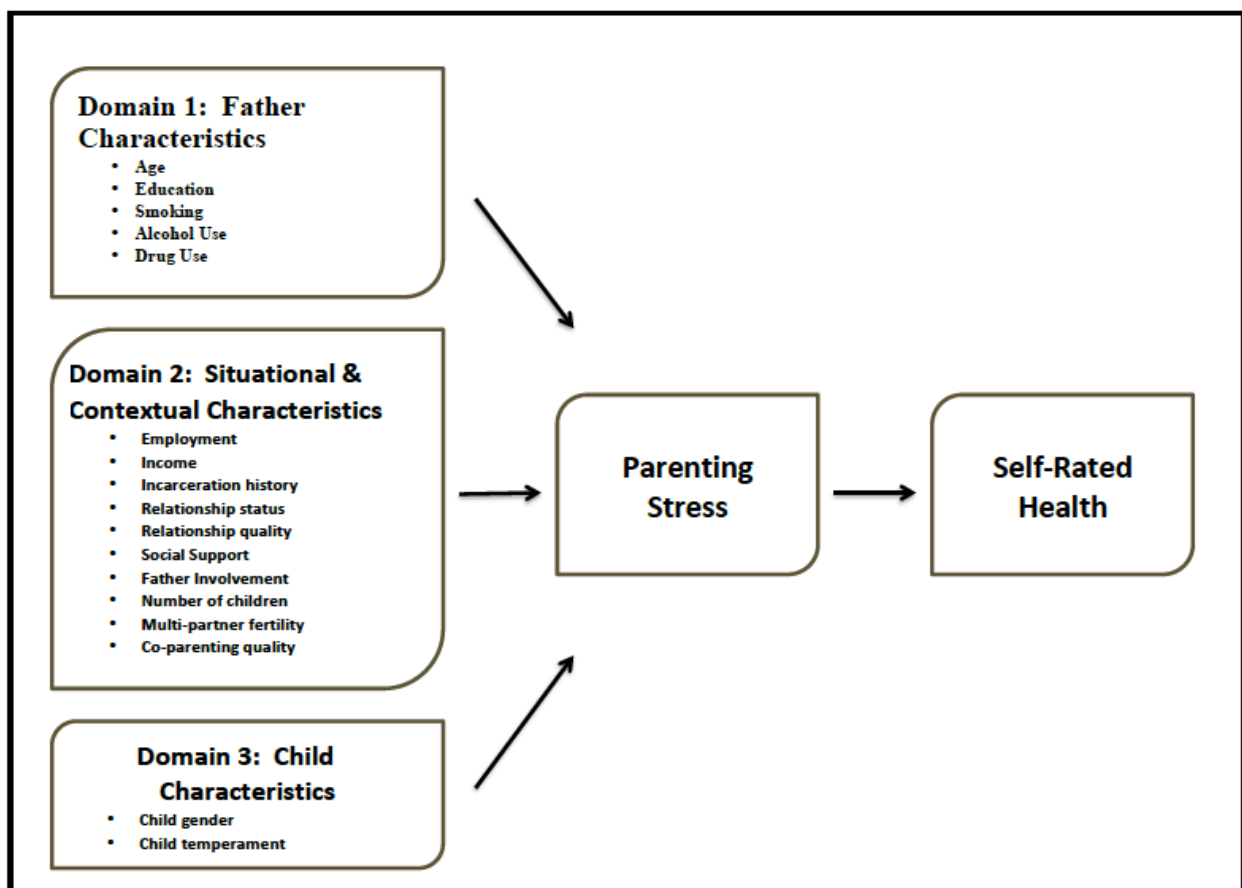 Domain 1:  Father
Characteristics
• Age
• Education
• Smoking
• Alcohol Use
• Drug Use
Domain 2:  Situational &
Contextual Characteristics
• Employment
• Income
• Incarceration history
• Relationship status
• Relationship quality
• Social Support
• Father Involvement
• Number of children
• Multi-partner fertility
• Co-parenting quality
Domain 3:  Child
Characteristics
• Child gender
• Child temperament
Parenting
Stress
Self-Rated
Health